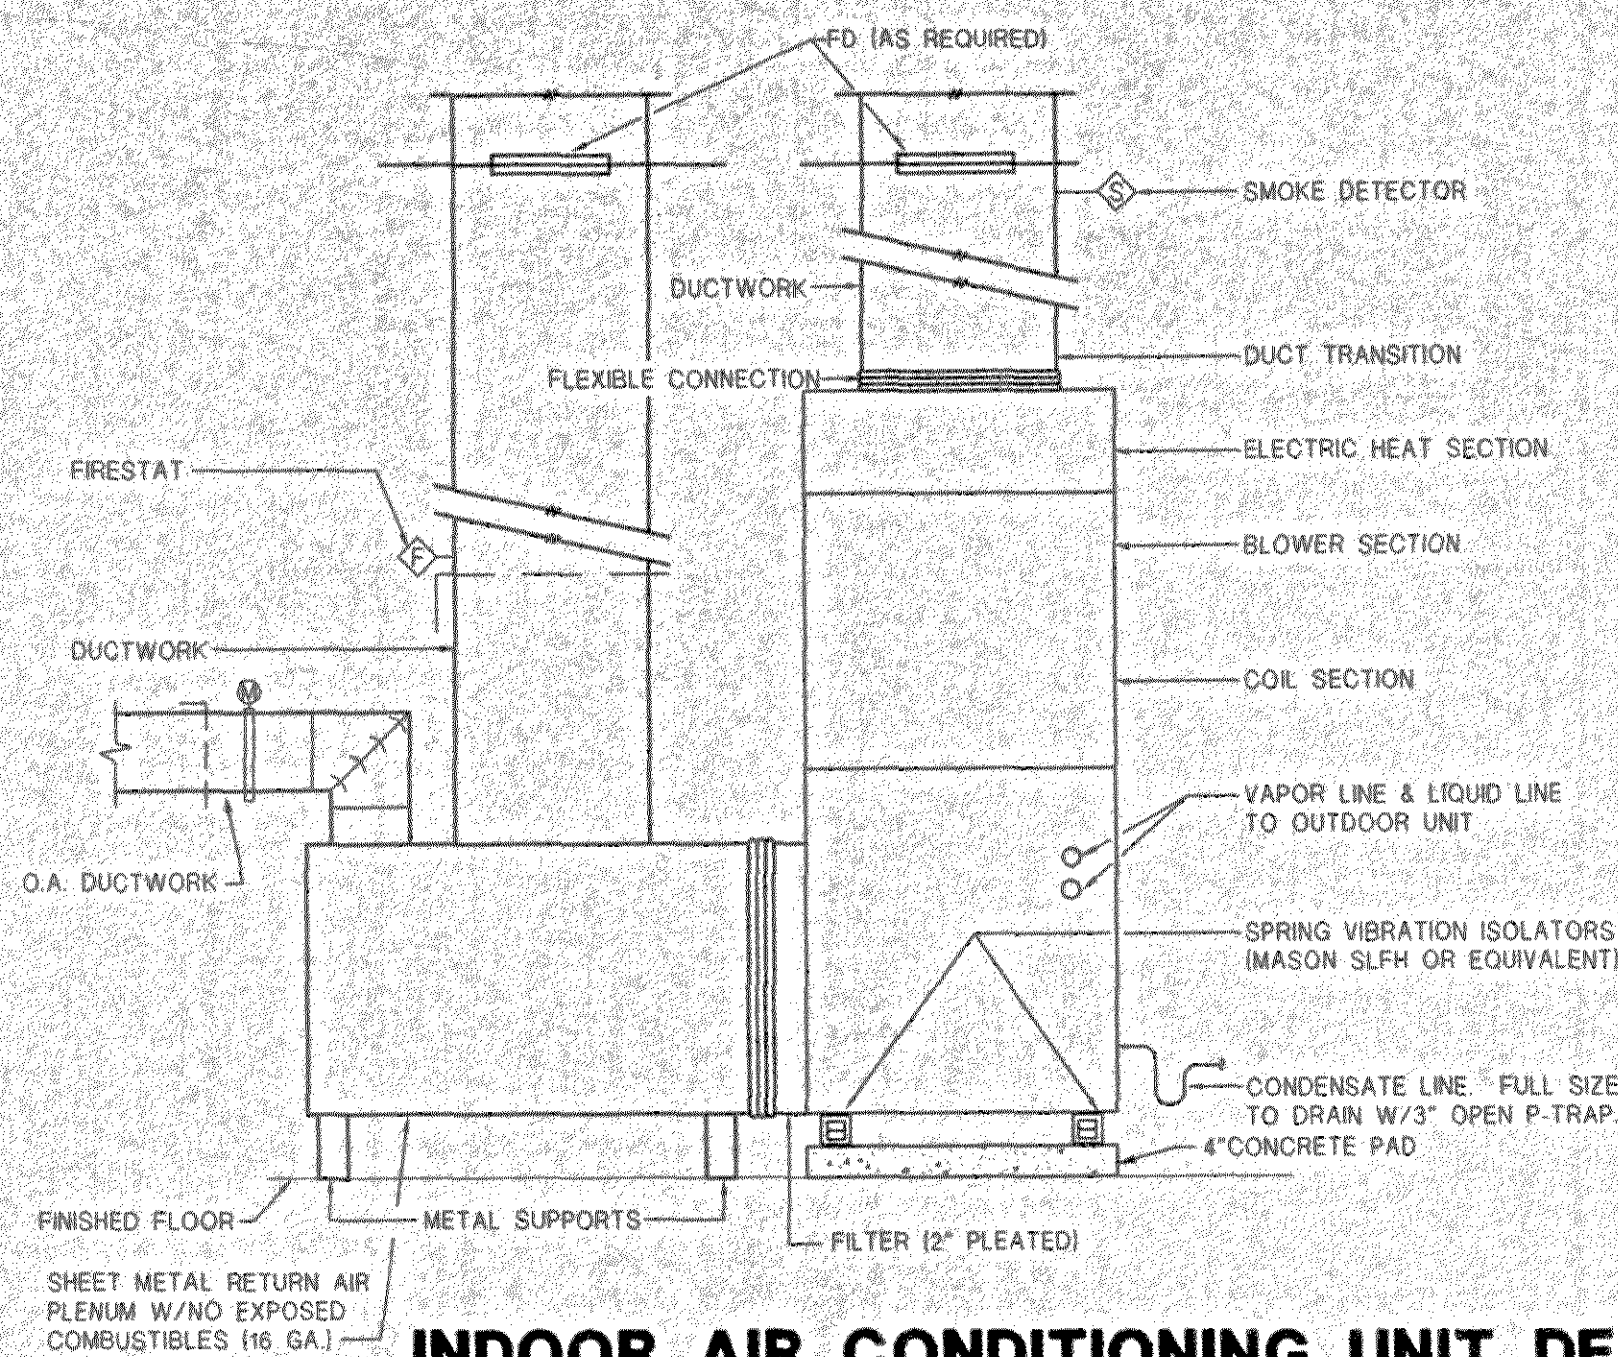 FD (AS REQUIRED)
S
SMOKE DETECTOR
DUCTWORK
DUCT TRANSITION
FLEXIBLE CONNECTION
ELECTRIC HEAT SECTION
FIRESTAT
BLOWER SECTION
F
DUCTWORK
COIL SECTION
M
VAPOR LINE & LIQUID LINE
TO OUTDOOR UNIT
O.A. DUCTWORK
SPRING VIBRATION ISOLATORS
(MASON SLFH OR EQUIVALENT)
CONDENSATE LINE. FULL SIZE
TO DRAIN W/3" OPEN P-TRAP.
4"CONCRETE PAD
FINISHED FLOOR
METAL SUPPORTS
FILTER (2" PLEATED)
SHEET METAL RETURN AIR
PLENUM W/NO EXPOSED
COMBUSTIBLES (16 GA.)
INDOOR AIR CONDITIONING UNIT DE